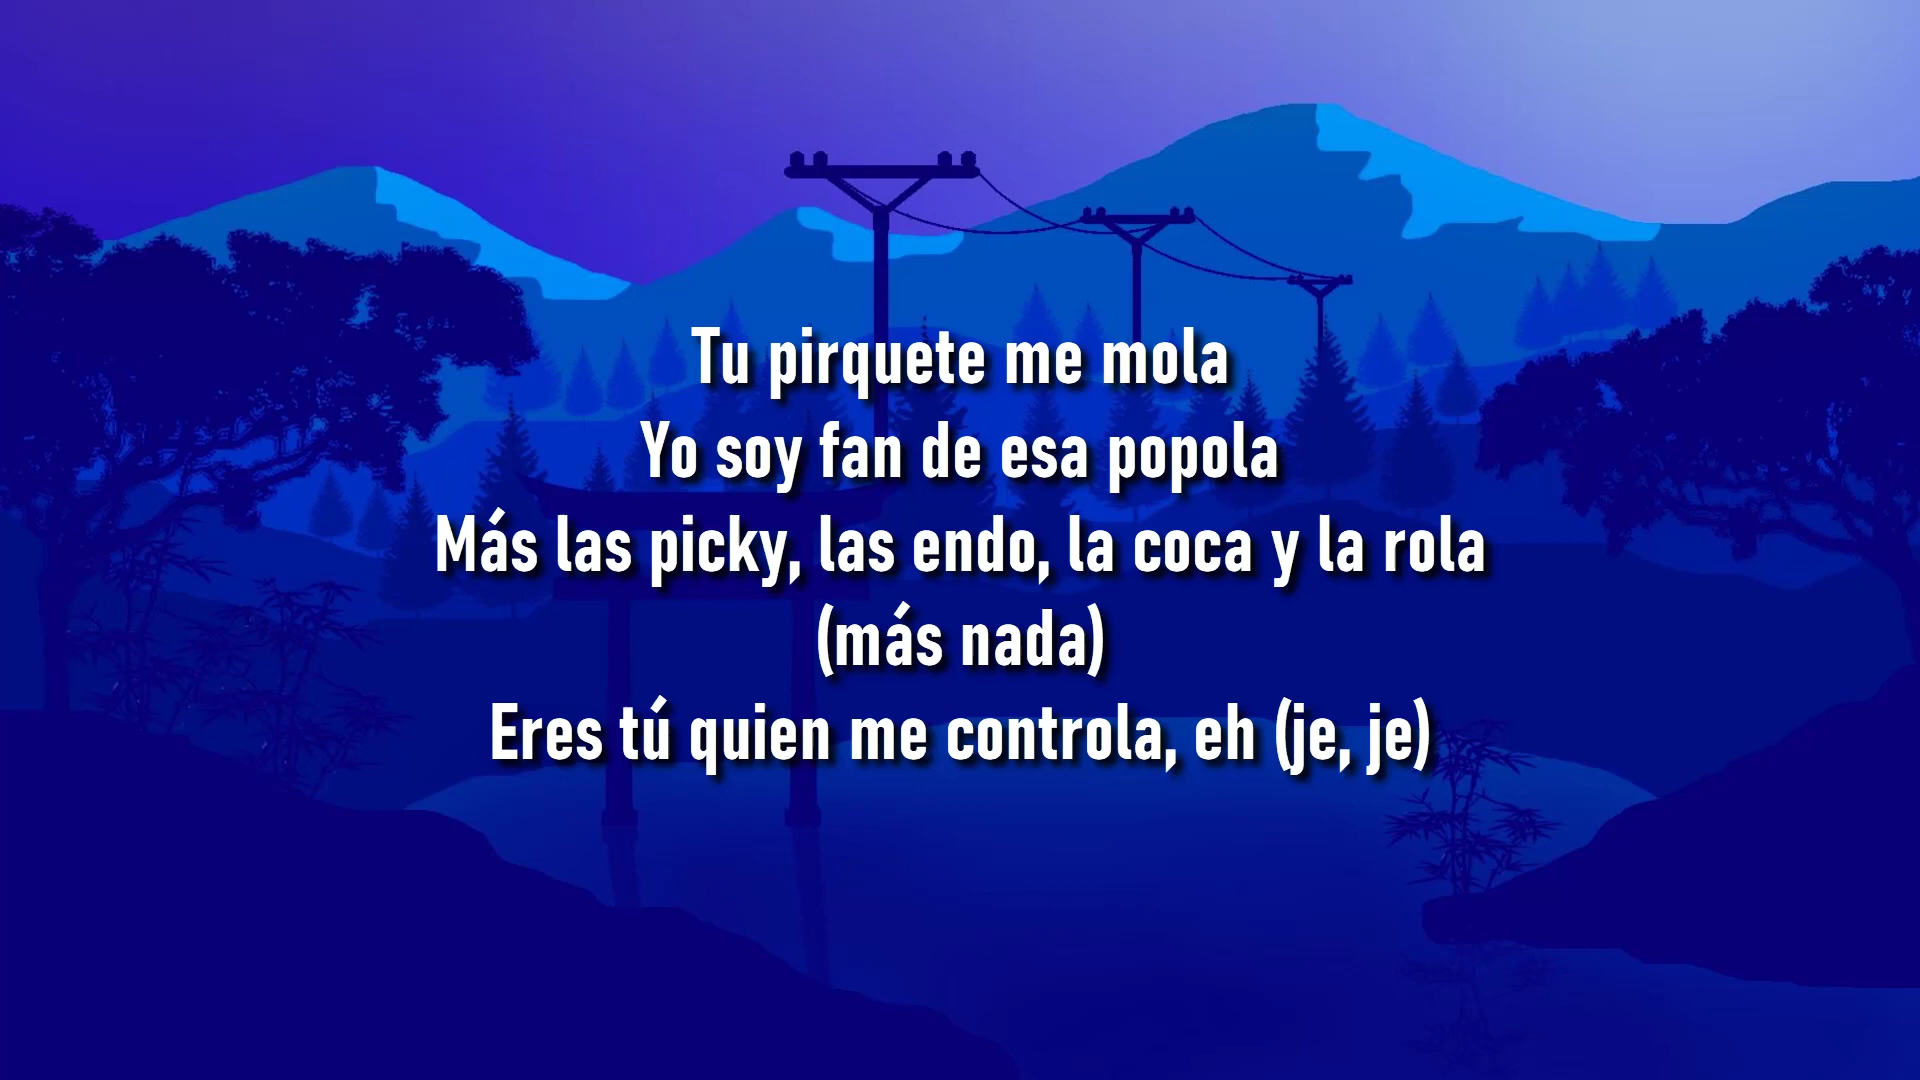 Tu pirquete me mola
Yo soy fan de esa popola
Más las picky, las endo, la coca y la rola
(más nada)
Eres tú quien me controla, eh (je, je)